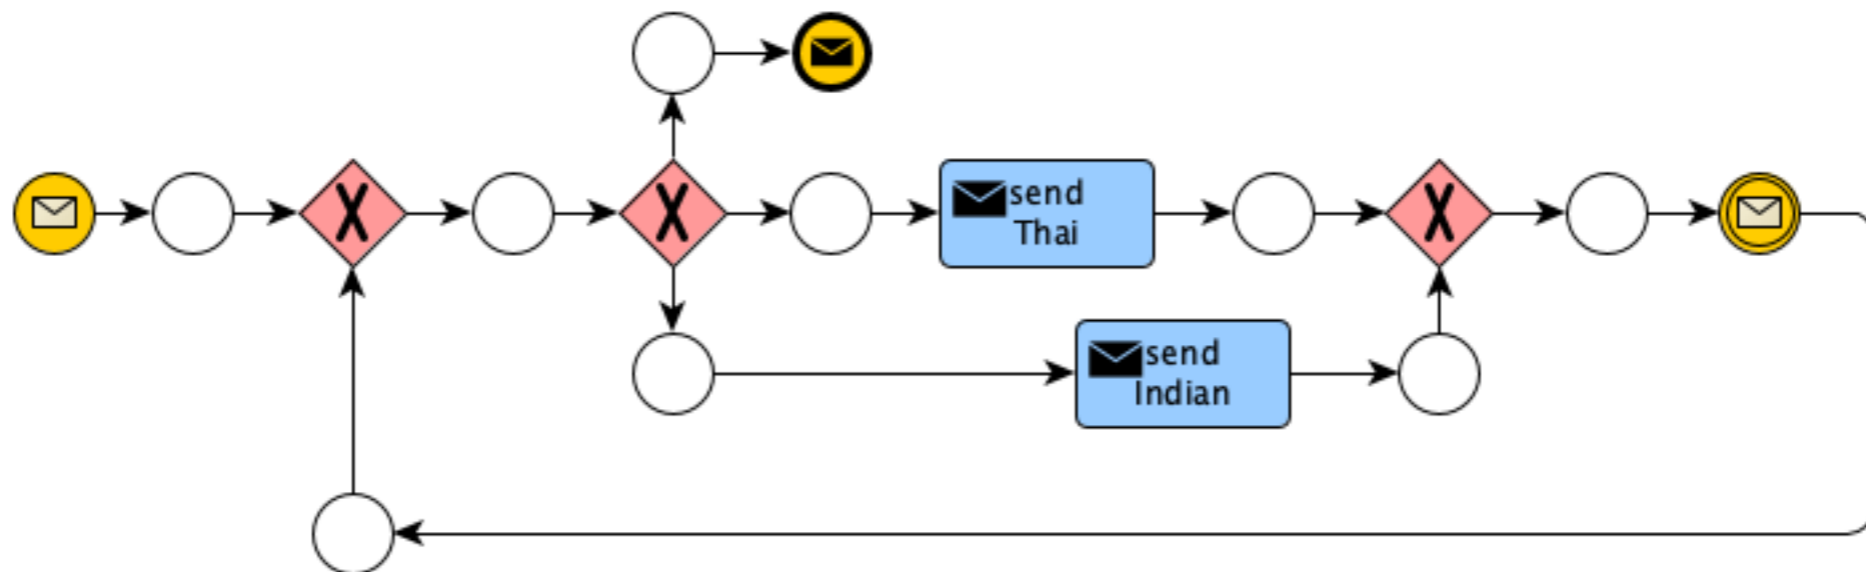 X
X
X
send
Thai
send
Indian